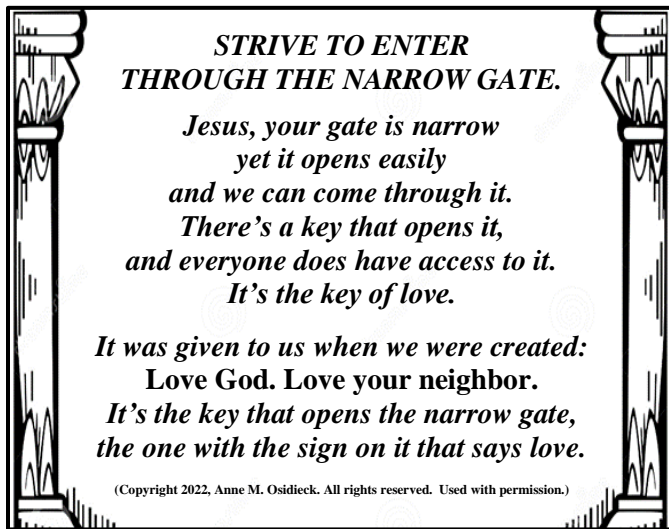 STRIVE TO ENTER
THROUGH THE NARROW GATE.
Jesus, your gate is narrow
yet it opens easily
and we can come through it.
There’s a key that opens it,
and everyone does have access to it.
It’s the key of love.
It was given to us when we were created:
Love God. Love your neighbor.
It’s the key that opens the narrow gate,
the one with the sign on it that says love.
(Copyright 2022, Anne M. Osidieck. All rights reserved. Used with permission.)